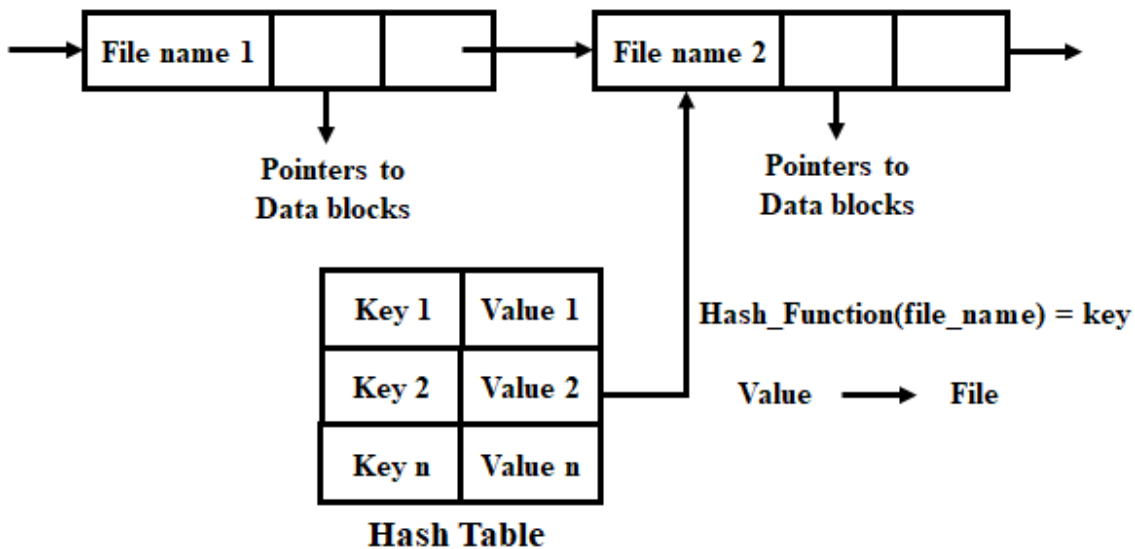 File name 1
File name 2
Pointers to
Data blocks
Pointers to
Data blocks
Key 1
Value 1
Key 2
Value 2
Key n
Value n
Hash Table
Hash_Function(file_name) = key
Value
File